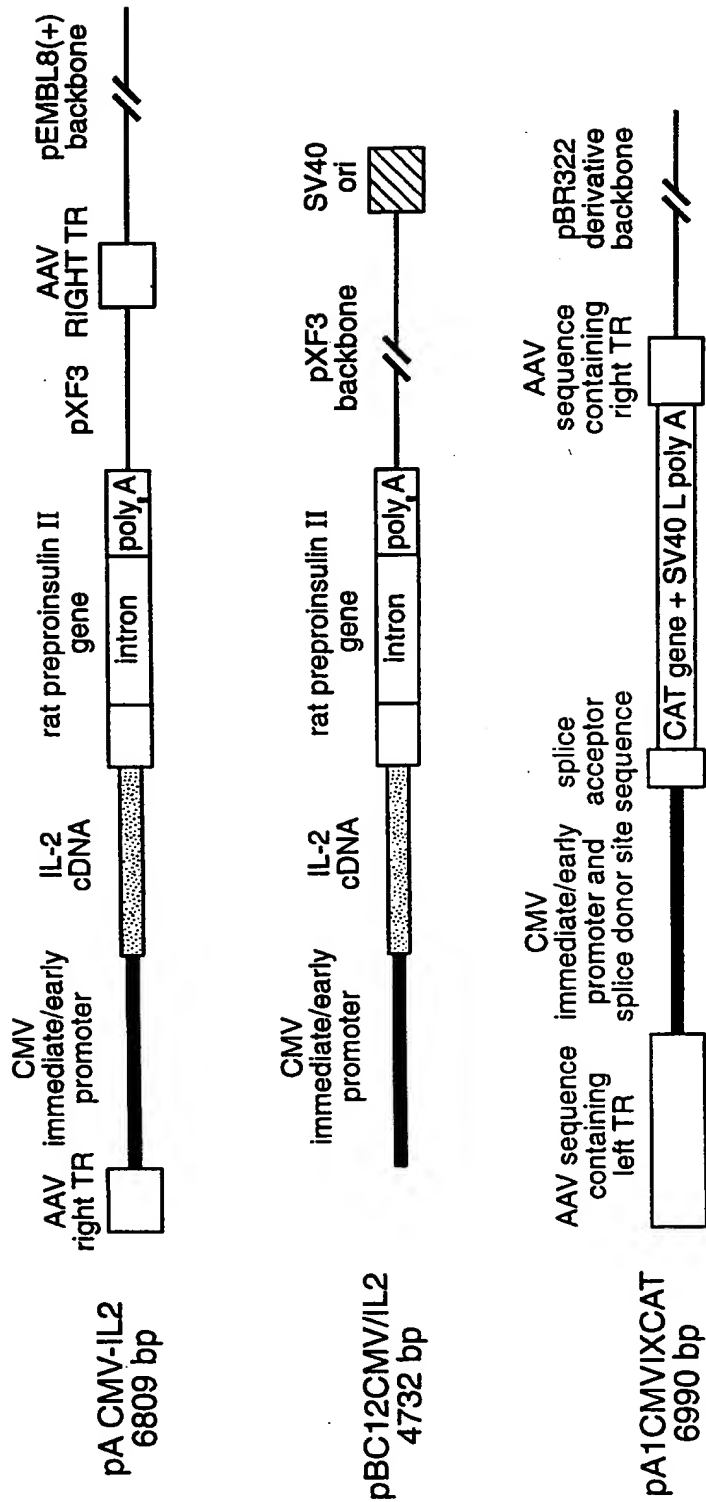 pA CMV-IL2
6809 bp
AAV
right TR
CMV
immediate/early
promoter
IL-2
cDNA
rat preproinsulin II
gene
intron
poly A
pXF3
AAV
RIGHT TR
pEMBL8(+)
backbone
pBC12CMV/IL2
4732 bp
CMV
immediate/early
promoter
IL-2
cDNA
rat preproinsulin II
gene
intron
poly A
pXF3
backbone
SV40
ori
pA1CMVIXCAT
6990 bp
AAV sequence
containing
left TR
CMV
immediate/early
promoter and
splice donor site
splice
acceptor
sequence
CAT gene + SV40 L poly A
AAV
sequence
containing
right TR
pBR322
derivative
backbone